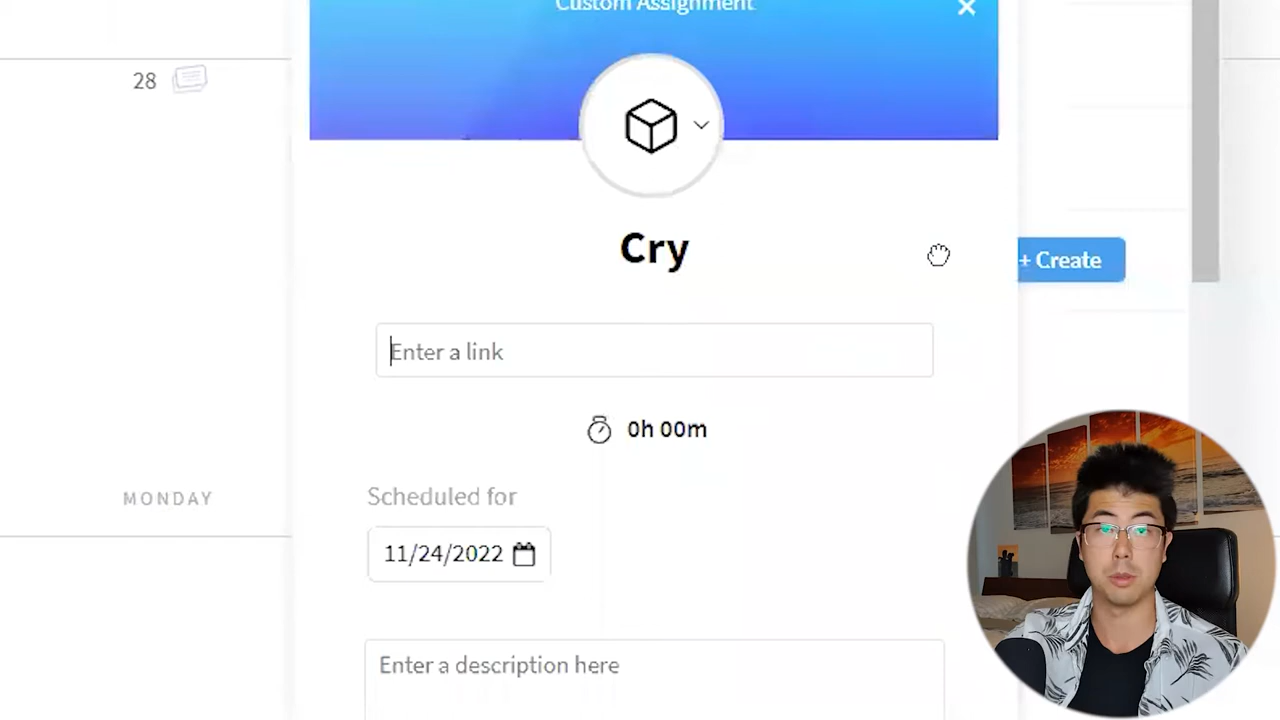 Custom Assignment
28
Cry
+ Create
Enter a link
0h 00m
MONDAY
Scheduled for
11/24/2022
Enter a description here